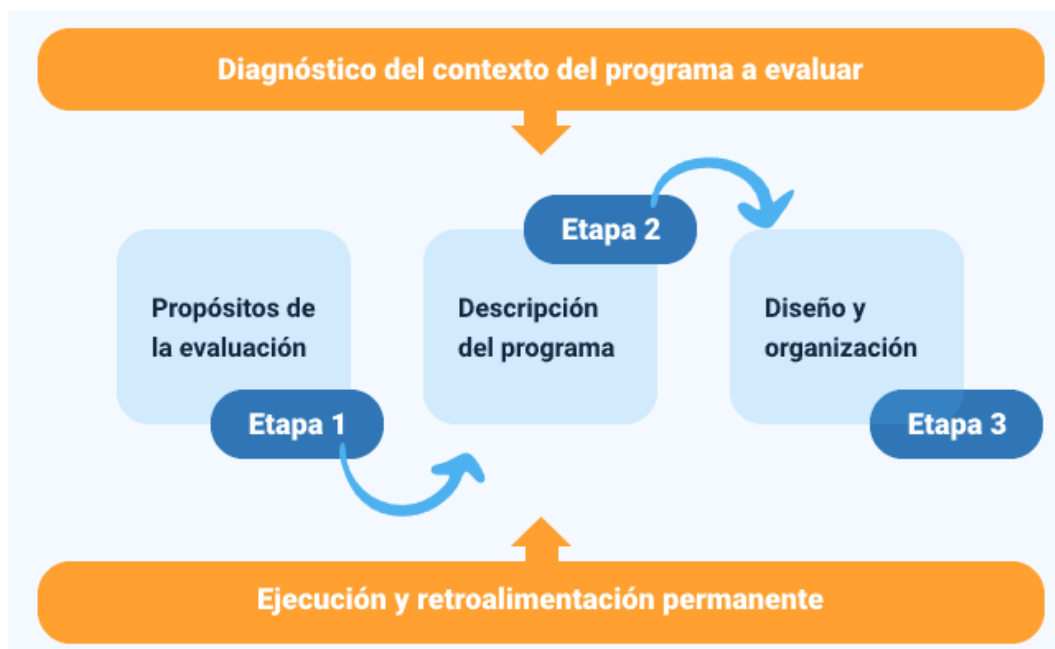 Diagnóstico del contexto del programa a evaluar
Etapa 2
Propósitos de
la evaluación
Descripción
del programa
Diseño y
organización
Etapa 1
Etapa 3
Ejecución y retroalimentación permanente